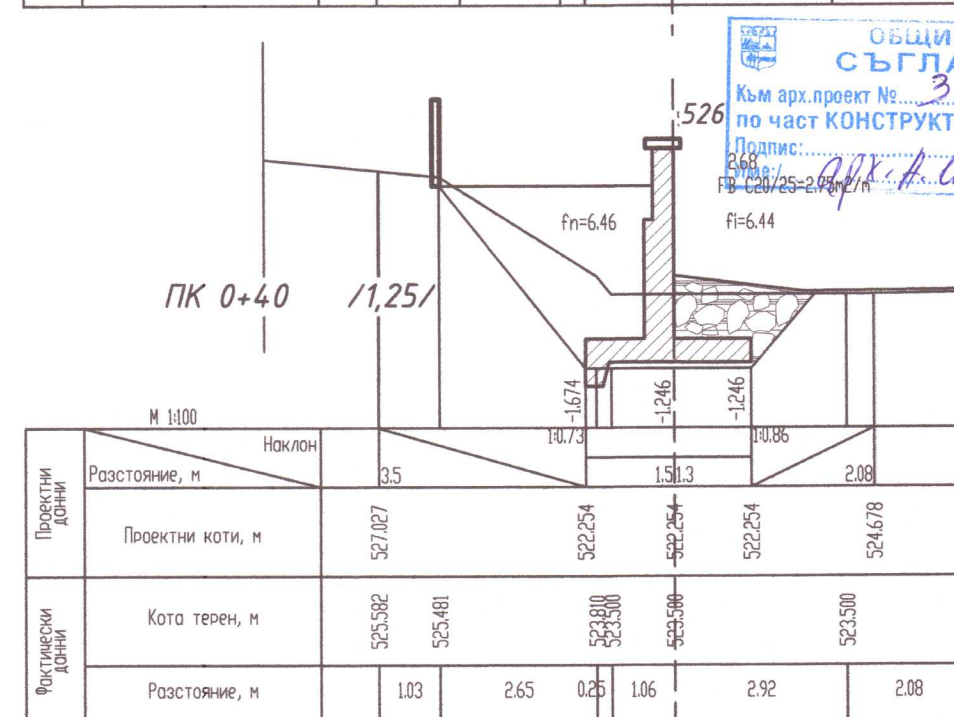 ОБЩИ
СЪГЛА
Към арх.проект №.....3
по част КОНСТРУКТ
Подпис:
526
2.68
FB C20/25=2.75m2/m
арх. А. С
fn=6.46
fi=6.44
ПК 0+40
/1,25/
-1.674
-1.246
-1.246
М 1:100
1:0.73
1:0.86
Проектни данни
Наклон
Разстояние, м
3.5
1.5
1.3
2.08
Проектни коти, м
527.027
522.254
522.254
522.254
524.678
Фактически данни
Кота терен, м
525.582
525.481
523.810
523.500
523.500
523.500
Разстояние, м
1.03
2.65
0.25
1.06
2.92
2.08